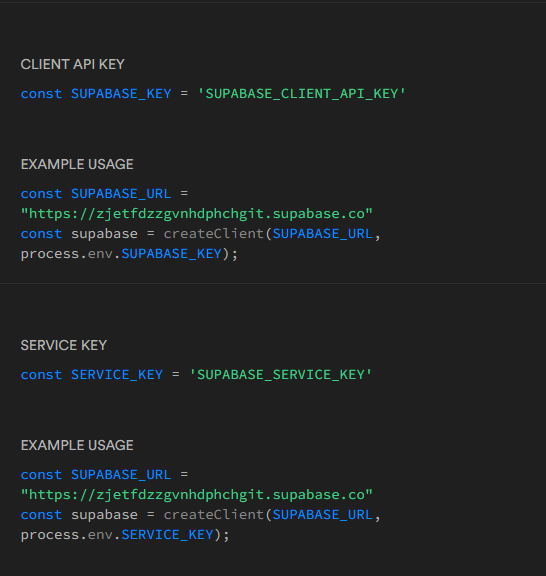 CLIENT API KEY
const SUPABASE_KEY = 'SUPABASE_CLIENT_API_KEY'
EXAMPLE USAGE
const SUPABASE_URL =
"https://zjetfdzzgvnhdphchgit.supabase.co"
const supabase = createClient(SUPABASE_URL,
process.env.SUPABASE_KEY);
SERVICE KEY
const SERVICE_KEY = 'SUPABASE_SERVICE_KEY'
EXAMPLE USAGE
const SUPABASE_URL =
"https://zjetfdzzgvnhdphchgit.supabase.co"
const supabase = createClient(SUPABASE_URL,
process.env.SERVICE_KEY);